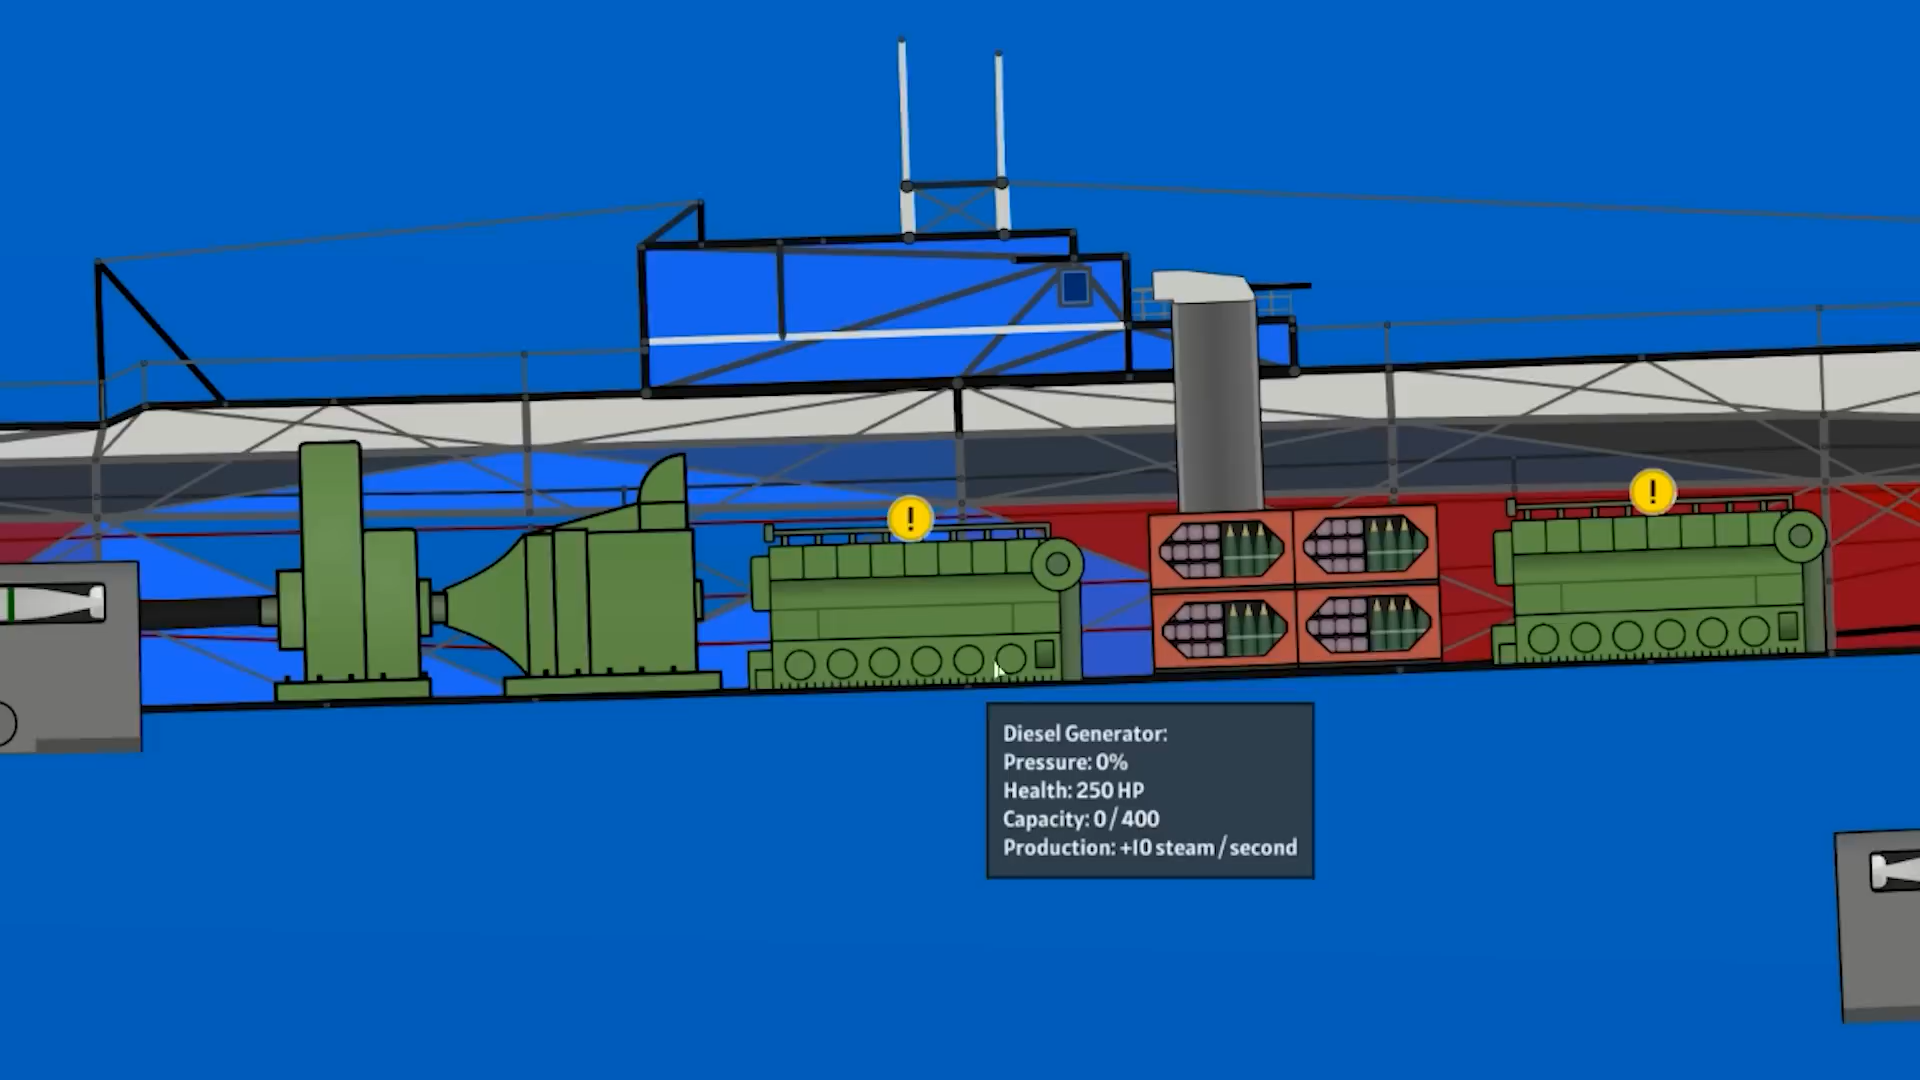 !
!
Diesel Generator:
Pressure: 0%
Health: 250 HP
Capacity: 0 / 400
Production: +10 steam / second